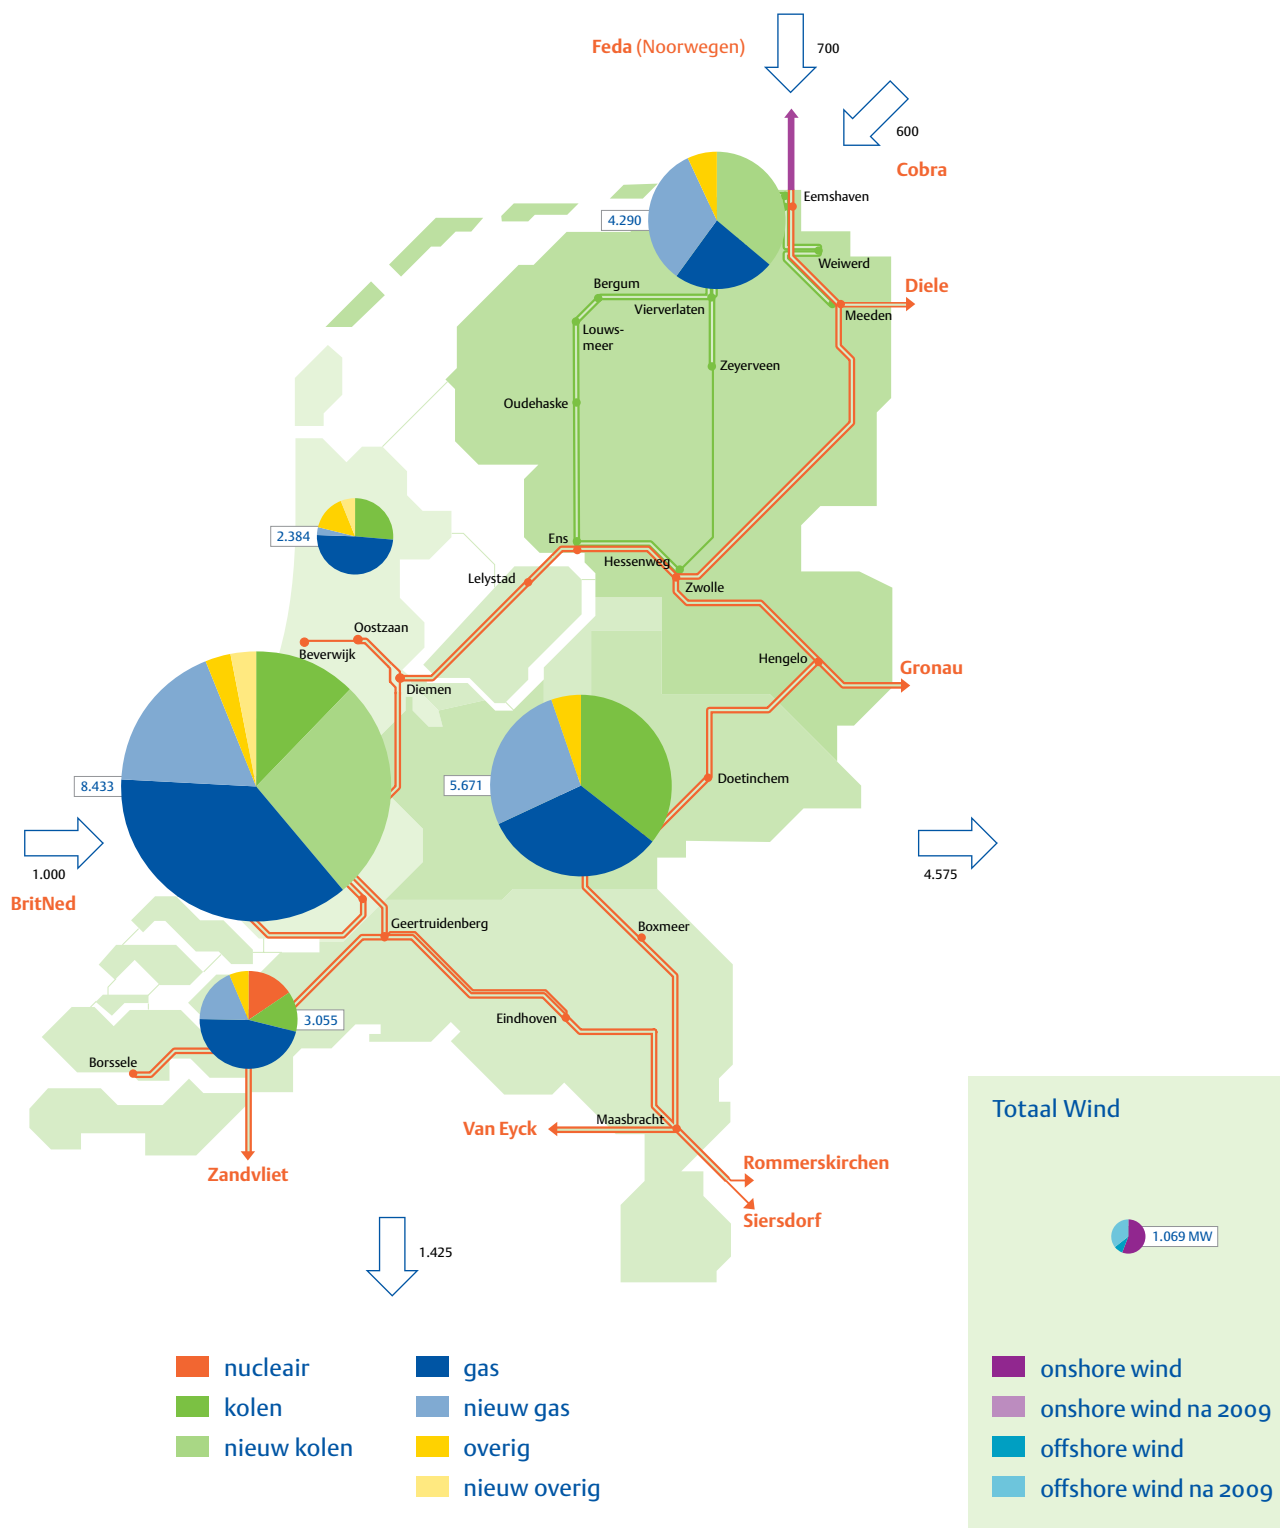 Feda (Noorwegen)
700
600
Cobra
Eemshaven
4.290
Weiwerd
Diele
Bergum
Vierverlaten
Meeden
Louws-
meer
Zeyerveen
Oudehaske
2.384
Ens
Hessenweg
Lelystad
Zwolle
Oostzaan
Beverwijk
Hengelo
Gronau
Diemen
8.433
5.671
Doetinchem
1.000
4.575
BritNed
Geertruidenberg
Boxmeer
3.055
Eindhoven
Borssele
Maasbracht
Van Eyck
Zandvliet
Rommerskirchen
Siersdorf
1.425
Totaal Wind
1.069 MW
nucleair
kolen
nieuw kolen
gas
nieuw gas
overig
nieuw overig
onshore wind
onshore wind na 2009
offshore wind
offshore wind na 2009